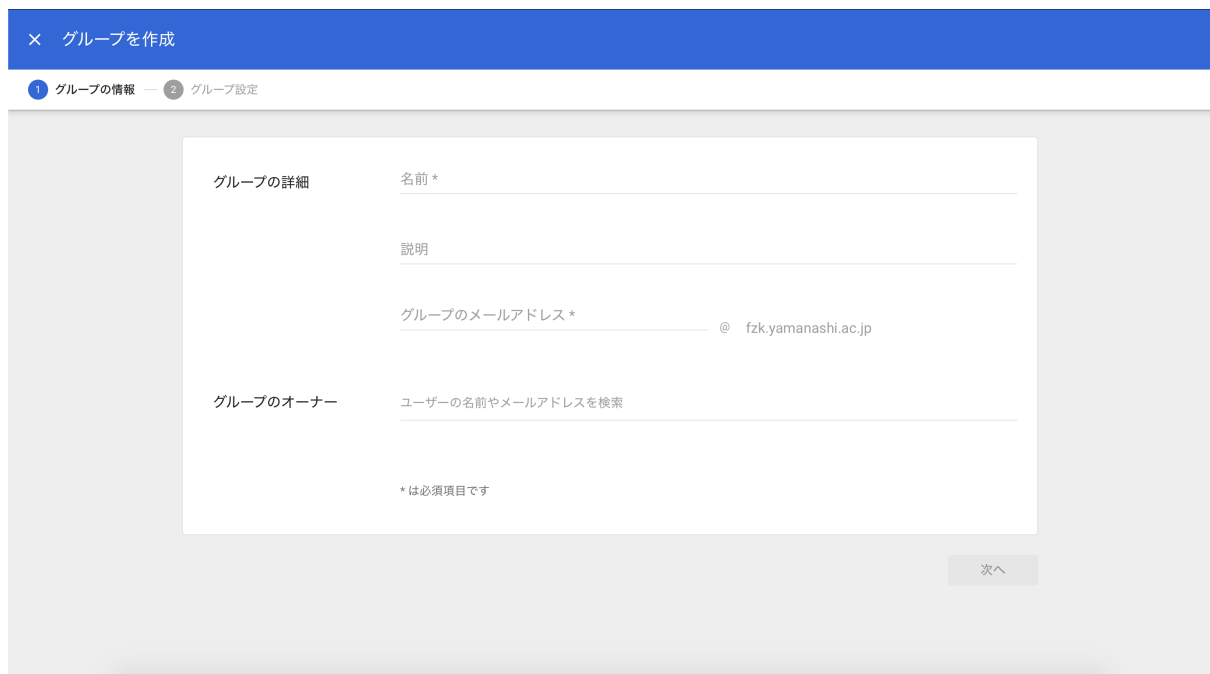 × グループを作成
1 グループの情報 — 2 グループ設定
グループの詳細
名前 *
説明
グループのメールアドレス * @ fzk.yamanashi.ac.jp
グループのオーナー
ユーザーの名前やメールアドレスを検索
* は必須項目です
次へ